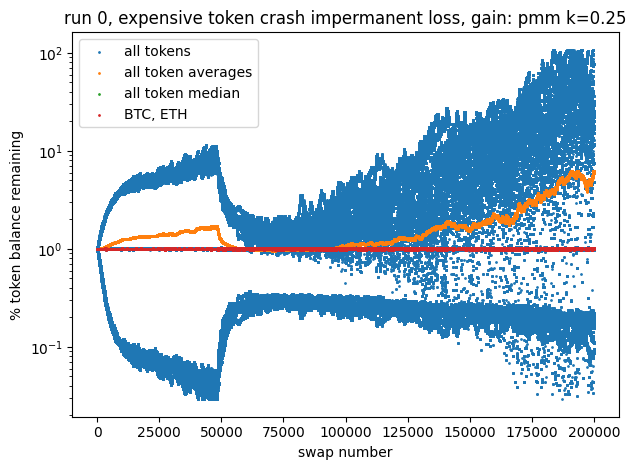 run 0, expensive token crash impermanent loss, gain: pmm k=0.25
all tokens
all token averages
all token median
BTC, ETH
% token balance remaining
10²
10¹
10⁰
10⁻¹
0 25000 50000 75000 100000 125000 150000 175000 200000
swap number